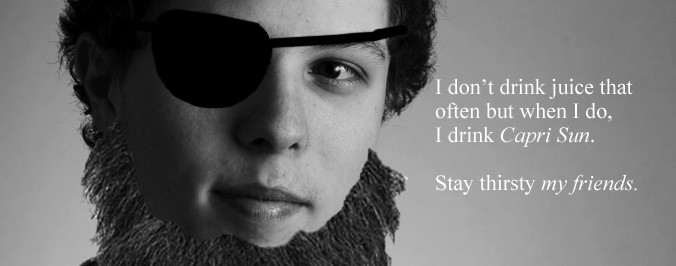 I don't drink juice that
often but when I do,
I drink Capri Sun.
Stay thirsty my friends.